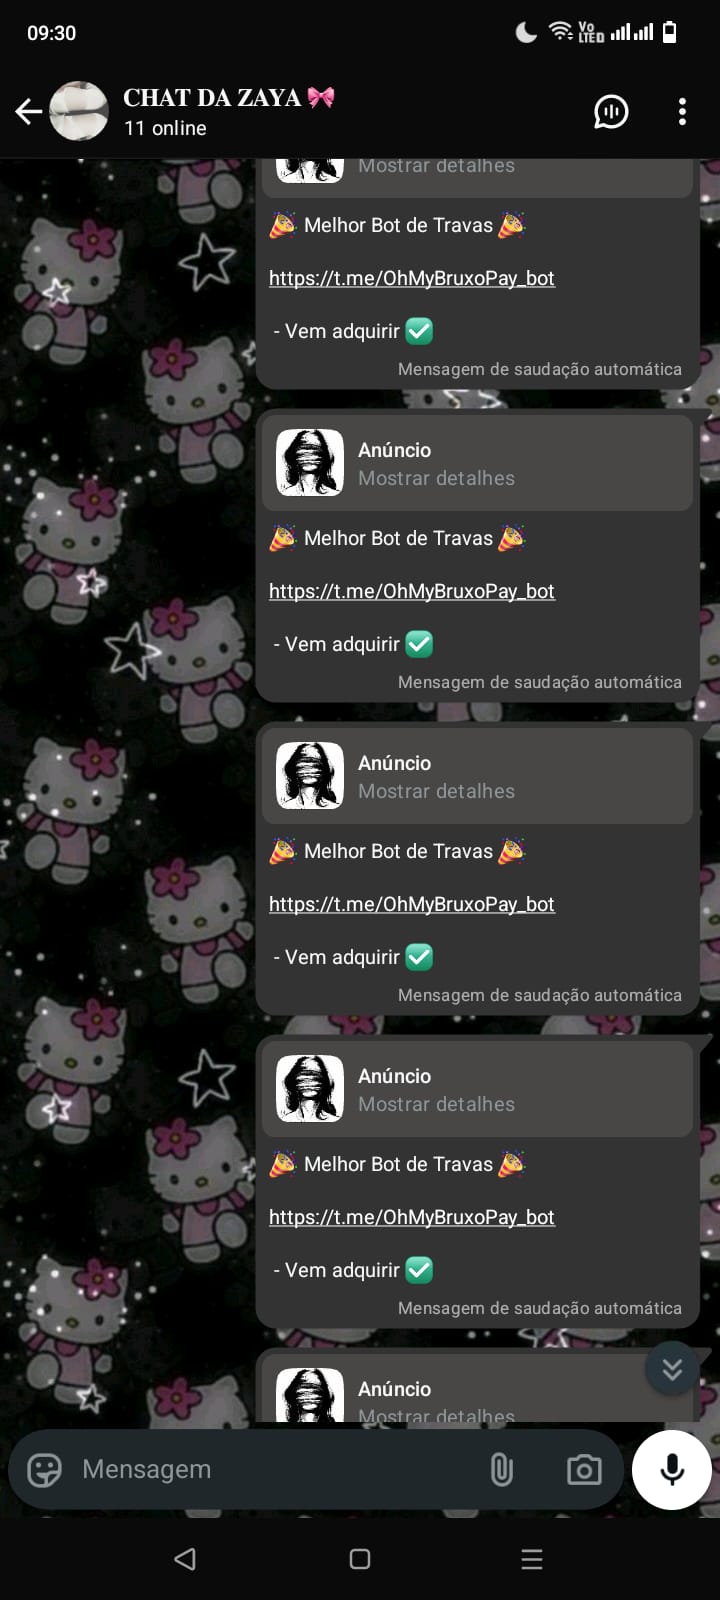 09:30
Vo
LTE
CHAT DA ZAYA 🎀
11 online
Mostrar detalhes
🎉 Melhor Bot de Travas 🎉
https://t.me/OhMyBruxoPay_bot
- Vem adquirir ✅
Mensagem de saudação automática
Anúncio
Mostrar detalhes
🎉 Melhor Bot de Travas 🎉
https://t.me/OhMyBruxoPay_bot
- Vem adquirir ✅
Mensagem de saudação automática
Anúncio
Mostrar detalhes
🎉 Melhor Bot de Travas 🎉
https://t.me/OhMyBruxoPay_bot
- Vem adquirir ✅
Mensagem de saudação automática
Anúncio
Mostrar detalhes
🎉 Melhor Bot de Travas 🎉
https://t.me/OhMyBruxoPay_bot
- Vem adquirir ✅
Mensagem de saudação automática
Anúncio
Mostrar detalhes
Mensagem